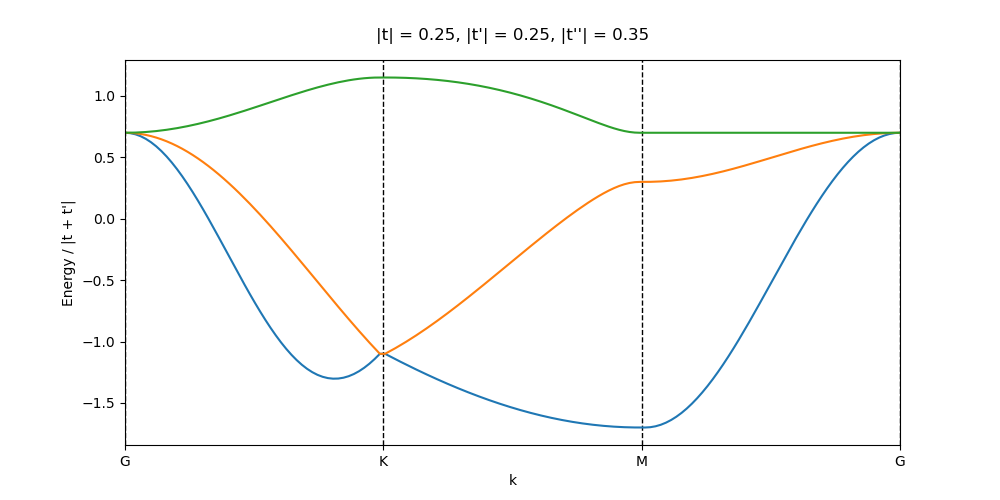 |t| = 0.25, |t'| = 0.25, |t''| = 0.35
Energy / |t + t'|
1.0
0.5
0.0
−0.5
−1.0
−1.5
G K M G
k